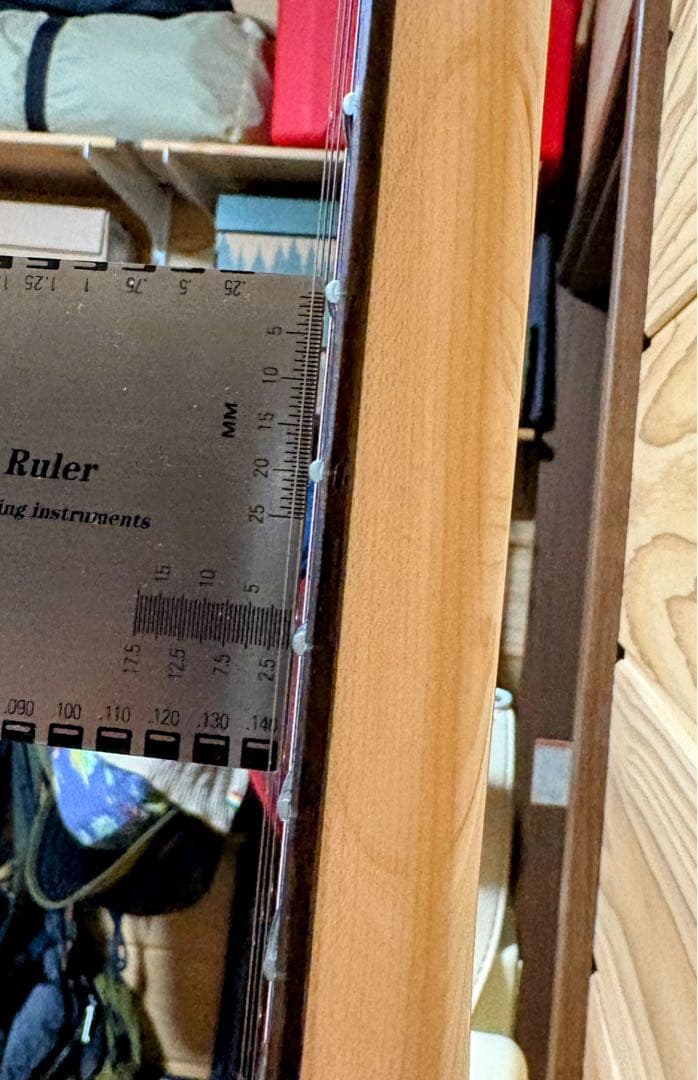 1.25 1 .75 .5 .25
5
10
MM 15
Ruler 20
ing instruments 25
15 10 5
17.5 12.5 7.5 2.5
.090 .100 .110 .120 .130 .140